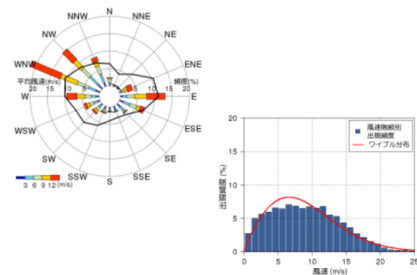 N
NNW
NNE
NW
NE
WNW
ENE
平均風速(m/s)
頻度(%)
20 15 10 5
5 10 15 20
W
E
WSW
ESE
SW
SE
SSW
SSE
S
3 6 9 12 (m/s)
風速階級別
出現頻度
ワイブル分布
出現頻度 (%)
20
15
10
5
0
0 5 10 15 20 25
風速 (m/s)